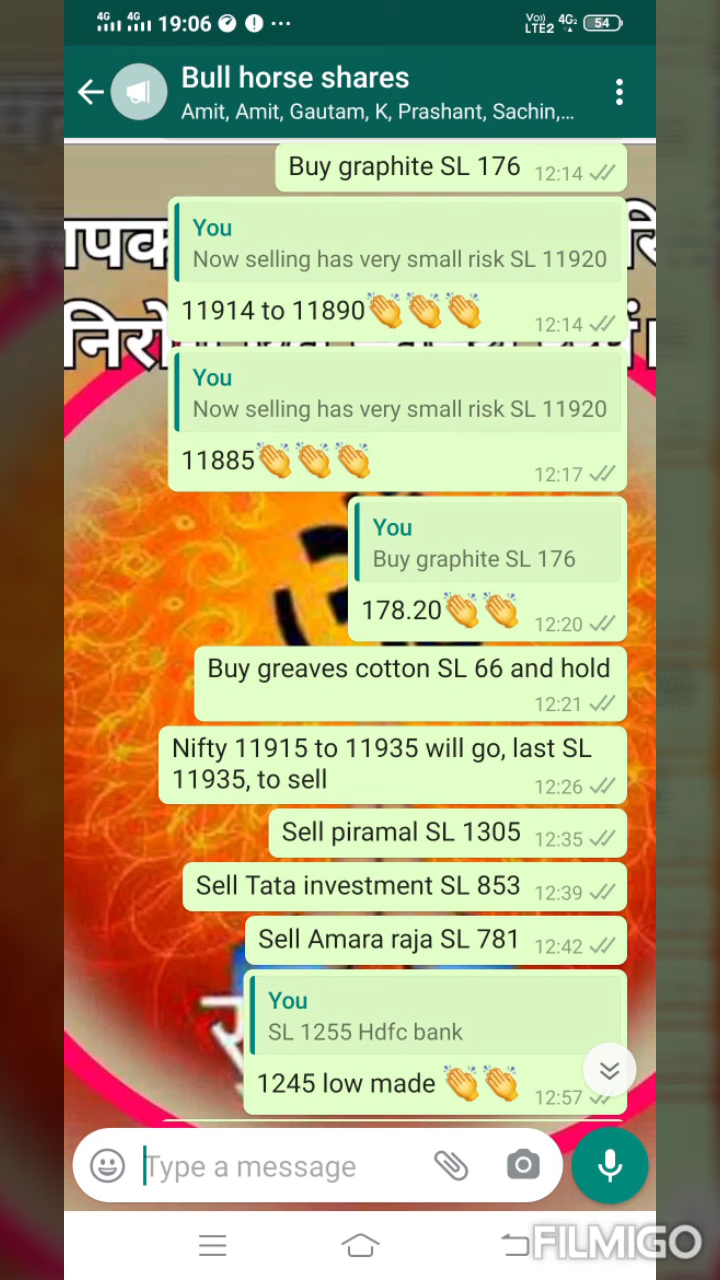 19:06
54
Bull horse shares
Amit, Amit, Gautam, K, Prashant, Sachin,...
Buy graphite SL 176
12:14
You
Now selling has very small risk SL 11920
11914 to 11890👏👏👏
12:14
You
Now selling has very small risk SL 11920
11885👏👏👏
12:17
You
Buy graphite SL 176
178.20👏👏
12:20
Buy greaves cotton SL 66 and hold
12:21
Nifty 11915 to 11935 will go, last SL
11935, to sell
12:26
Sell piramal SL 1305
12:35
Sell Tata investment SL 853
12:39
Sell Amara raja SL 781
12:42
You
SL 1255 Hdfc bank
1245 low made 👏👏
12:57
Type a message
FILMIGO